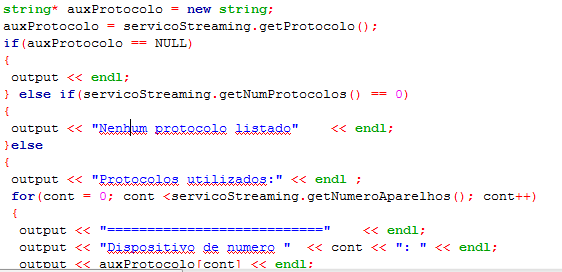 string* auxProtocolo = new string;
auxProtocolo = servicoStreaming.getProtocolo();
if(auxProtocolo == NULL)
{
output << endl;
} else if(servicoStreaming.getNumProtocolos() == 0)
{
output << "Nenhum protocolo listado" << endl;
}else
{
output << "Protocolos utilizados:" << endl ;
for(cont = 0; cont <servicoStreaming.getNumeroAparelhos(); cont++)
{
output << "===========================" << endl;
output << "Dispositivo de numero " << cont << ": " << endl;
output << auxProtocolo[cont] << endl;